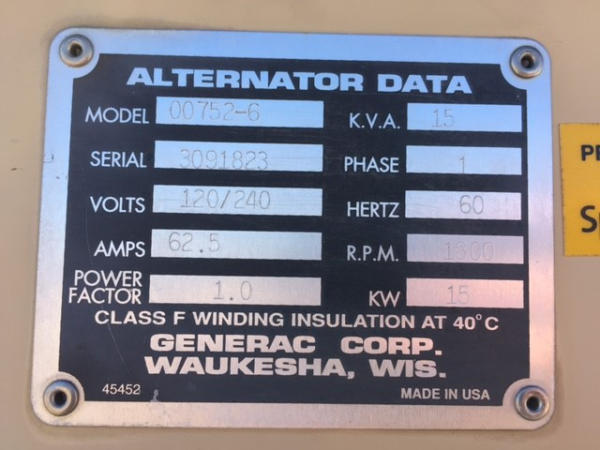 ALTERNATOR DATA
MODEL 00752-6 K.V.A. 15
SERIAL 3091823 PHASE 1
VOLTS 120/240 HERTZ 60
AMPS 62.5 R.P.M. 1800
POWER FACTOR 1.0 KW 15
CLASS F WINDING INSULATION AT 40°C
GENERAC CORP.
WAUKESHA, WIS.
45452 MADE IN USA